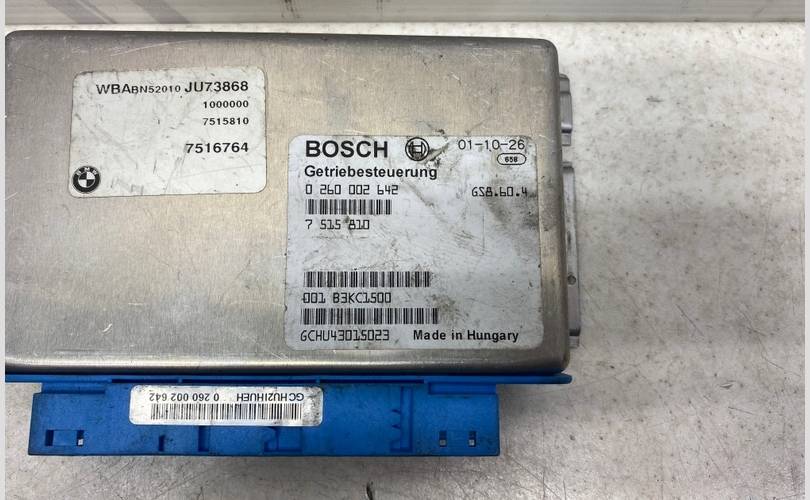 WBABN52010 JU73868
1000000
7515810
7516764
BMW
BOSCH
01-10-26
658
Getriebesteuerung
0 260 002 642
GS8.60.4
7 515 810
001 B3KC1500
GCHU43015023
Made in Hungary
GCHU21HUEH 0 260 002 642